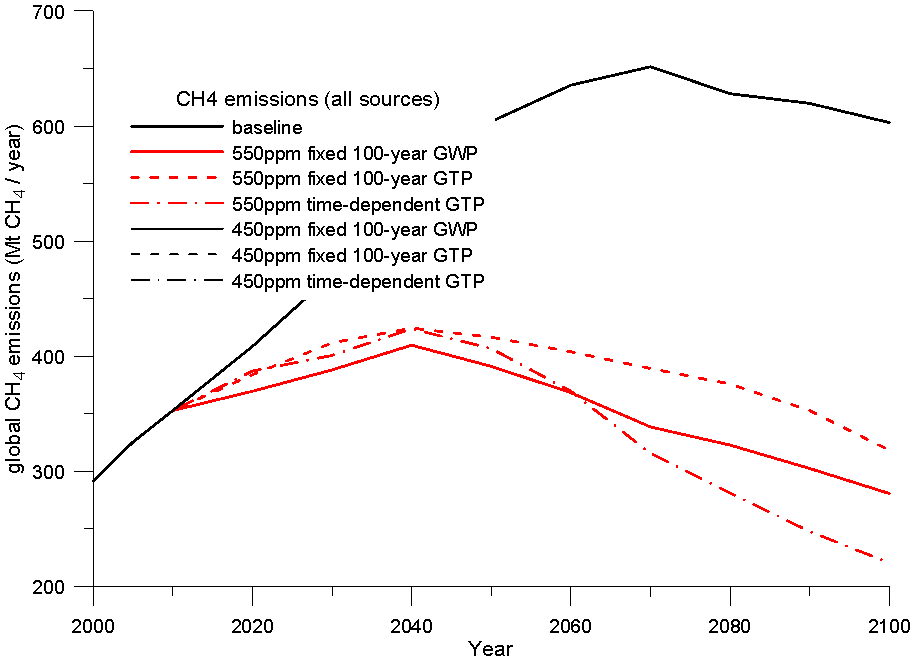 700
600
500
400
300
200
global CH4 emissions (Mt CH4 / year)
CH4 emissions (all sources)
baseline
550ppm fixed 100-year GWP
550ppm fixed 100-year GTP
550ppm time-dependent GTP
450ppm fixed 100-year GWP
450ppm fixed 100-year GTP
450ppm time-dependent GTP
2000 2020 2040 2060 2080 2100
Year